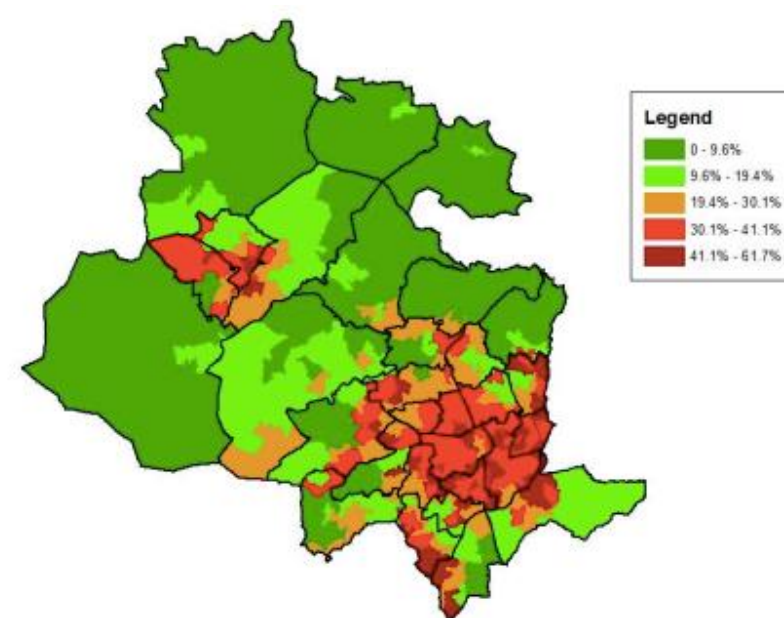 Legend
0 - 9.6%
9.6% - 19.4%
19.4% - 30.1%
30.1% - 41.1%
41.1% - 61.7%